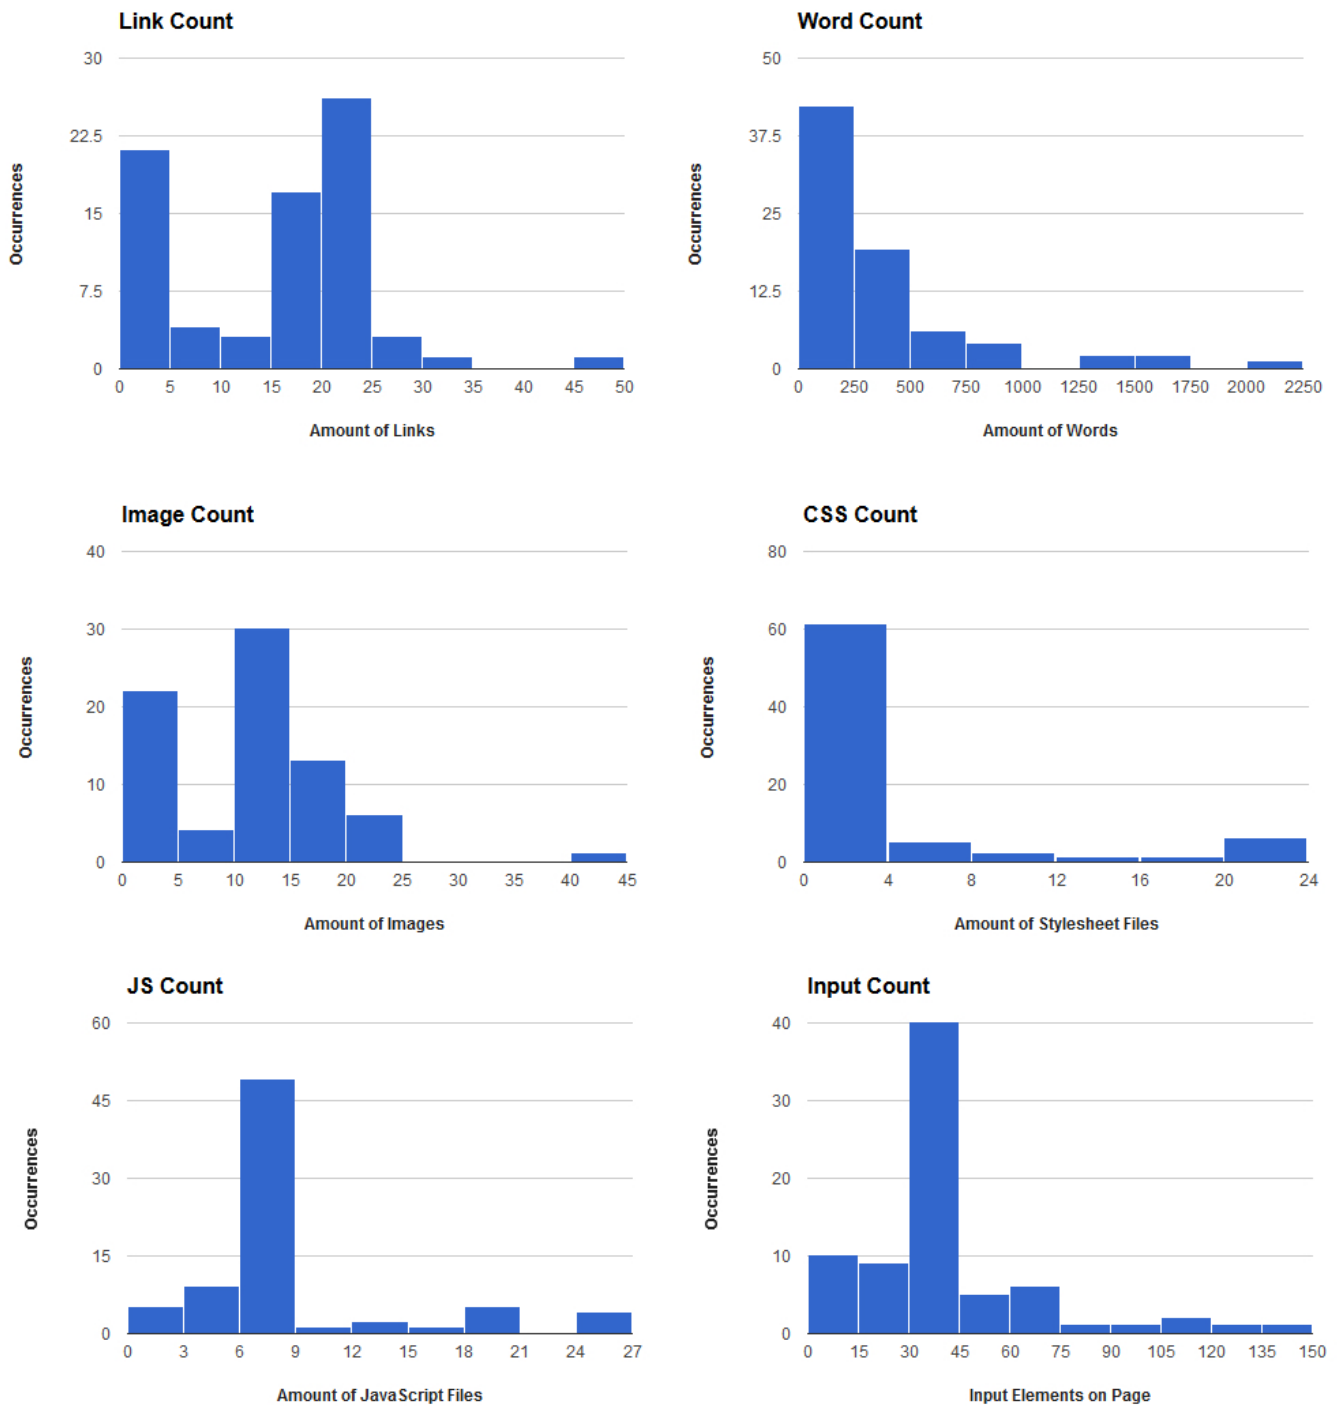 Link Count
30
22.5
15
7.5
0
Occurrences
0 5 10 15 20 25 30 35 40 45 50
Amount of Links
Word Count
50
37.5
25
12.5
0
Occurrences
0 250 500 750 1000 1250 1500 1750 2000 2250
Amount of Words
Image Count
40
30
20
10
0
Occurrences
0 5 10 15 20 25 30 35 40 45
Amount of Images
CSS Count
80
60
40
20
0
Occurrences
0 4 8 12 16 20 24
Amount of Stylesheet Files
JS Count
60
45
30
15
0
Occurrences
0 3 6 9 12 15 18 21 24 27
Amount of JavaScript Files
Input Count
40
30
20
10
0
Occurrences
0 15 30 45 60 75 90 105 120 135 150
Input Elements on Page